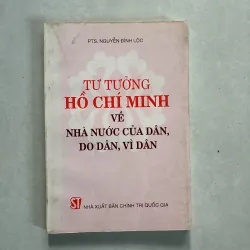 PTS. NGUYỄN ĐÌNH LỘC
TƯ TƯỞNG
HỒ CHÍ MINH
VỀ
NHÀ NƯỚC CỦA DÂN,
DO DÂN, VÌ DÂN
ST NHÀ XUẤT BẢN CHÍNH TRỊ QUỐC GIA